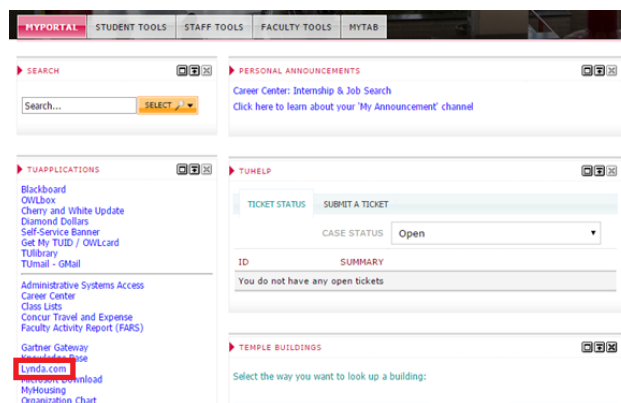 MYPORTAL STUDENT TOOLS STAFF TOOLS FACULTY TOOLS MYTAB
SEARCH
Search... SELECT
PERSONAL ANNOUNCEMENTS
Career Center: Internship & Job Search
Click here to learn about your 'My Announcement' channel
TUAPPLICATIONS
Blackboard
OWLbox
Cherry and White Update
Diamond Dollars
Self-Service Banner
Get My TUID / OWLcard
TUlibrary
TUmail - GMail
Administrative Systems Access
Career Center
Class Lists
Concur Travel and Expense
Faculty Activity Report (FARS)
Gartner Gateway
Knowledge Base
Lynda.com
Microsoft Download
MyHousing
Organization Chart
TUHELP
TICKET STATUS SUBMIT A TICKET
CASE STATUS Open
ID SUMMARY
You do not have any open tickets
TEMPLE BUILDINGS
Select the way you want to look up a building: